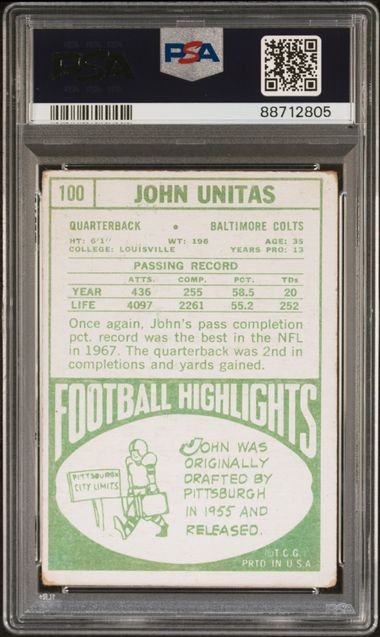 PSA
PSA
88712805
100 JOHN UNITAS
QUARTERBACK • BALTIMORE COLTS
HT: 6'1" WT: 196 AGE: 35
COLLEGE: LOUISVILLE YEARS PRO: 13
PASSING RECORD
ATTS. COMP. PCT. TDs
YEAR 436 255 58.5 20
LIFE 4097 2261 55.2 252
Once again, John's pass completion
pct. record was the best in the NFL
in 1967. The quarterback was 2nd in
completions and yards gained.
FOOTBALL HIGHLIGHTS
PITTSBURGH
CITY LIMITS
JOHN WAS
ORIGINALLY
DRAFTED BY
PITTSBURGH
IN 1955 AND
RELEASED.
©T.C.G.
PRTD IN U.S.A.